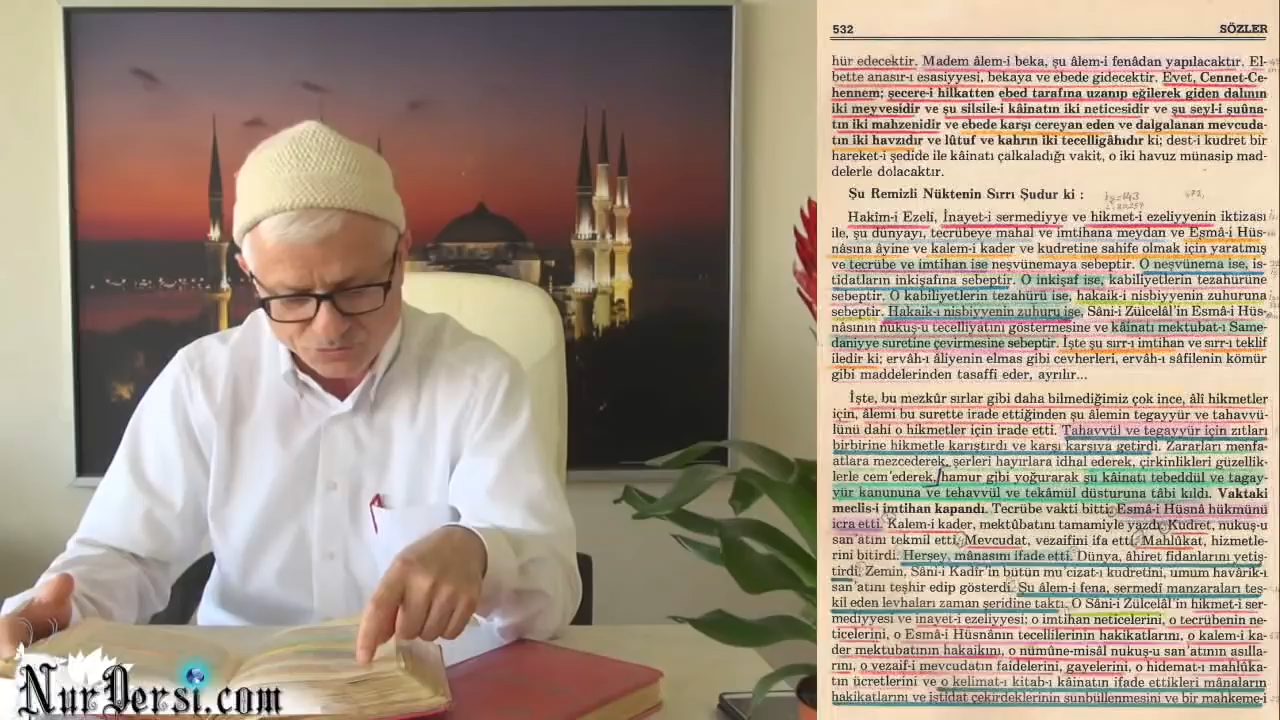 532 SÖZLER
hür edecektir. Madem âlem-i beka, şu âlem-i fenâdan yapılacaktır. El-
bette anasır-ı esasiyyesi, bekaya ve ebede gidecektir. Evet, Cennet-Ce-
hennem; şecere-i hilkatten ebed tarafına uzanıp eğilerek giden dalının
iki meyvesidir ve şu silsile-i kâinatın iki neticesidir ve şu seyl-i şuûna-
tın iki mahzenidir ve ebede karşı cereyan eden ve dalgalanan mevcuda-
tın iki havzıdır ve lûtuf ve kahrın iki tecelligâhıdır ki; dest-i kudret bir
hareket-i şedide ile kâinatı çalkaladığı vakit, o iki havuz münasip mad-
delerle dolacaktır.
Şu Remizli Nüktenin Sırrı Şudur ki :
Hakîm-i Ezelî, İnayet-i sermediyye ve hikmet-i ezeliyyenin iktizası
ile, şu dünyayı, tecrübeye mahal ve imtihana meydan ve Esmâ-i Hüs-
nâsına âyine ve kalem-i kader ve kudretine sahife olmak için yaratmış
ve tecrübe ve imtihan ise neşvünemaya sebeptir. O neşvünema ise, is-
tidatların inkişafına sebeptir. O inkişaf ise, kabiliyetlerin tezahürüne
sebeptir. O kabiliyetlerin tezahürü ise, hakaik-i nisbiyyenin zuhuruna
sebeptir. Hakaik-ı nisbiyyenin zuhuru ise, Sâni-i Zülcelâl'in Esmâ-i Hüs-
nâsının nukuş-u tecelliyatını göstermesine ve kâinatı mektubat-ı Same-
daniyye suretine çevirmesine sebeptir. İşte şu sırr-ı imtihan ve sırr-ı teklif
iledir ki; ervâh-ı âliyenin elmas gibi cevherleri, ervâh-ı sâfilenin kömür
gibi maddelerinden tasaffi eder, ayrılır...
İşte, bu mezkûr sırlar gibi daha bilmediğimiz çok ince, âli hikmetler
için, âlemi bu surette irade ettiğinden şu âlemin tegayyür ve tahavvü-
lünü dahi o hikmetler için irade etti. Tahavvül ve tegayyür için zıtları
birbirine hikmetle karıştırdı ve karşı karşıya getirdi. Zararları menfa-
atlara mezcederek, şerleri hayırlara idhal ederek, çirkinlikleri güzellik-
lerle cem'ederek, hamur gibi yoğurarak şu kâinatı tebeddül ve tagay-
yür kanununa ve tehavvül ve tekâmül düsturuna tâbi kıldı. Vaktaki
meclis-i imtihan kapandı. Tecrübe vakti bitti. Esmâ-i Hüsnâ hükmünü
icra etti. Kalem-i kader, mektûbatını tamamiyle yazdı. Kudret, nukuş-u
san'atını tekmil etti. Mevcudat, vezaifini ifa etti. Mahlûkat, hizmetle-
rini bitirdi. Herşey, mânasını ifade etti. Dünya, âhiret fidanlarını yetiş-
tirdi. Zemin, Sâni-i Kadîr'in bütün mu'cizat-ı kudretini, umum havârik-ı
san'atını teşhir edip gösterdi. Şu âlem-i fena, sermedî manzaraları teş-
kil eden levhaları zaman şeridine taktı. O Sâni-i Zülcelâl'in hikmet-i ser-
mediyyesi ve inayet-i ezeliyyesi; o imtihan neticelerini, o tecrübenin ne-
ticelerini, o Esmâ-i Hüsnânın tecellilerinin hakikatlarını, o kalem-i ka-
der mektubatının hakaikını, o nümûne-misâl nukuş-u san'atının asılla-
rını, o vezaif-i mevcudatın faidelerini, gayelerini, o hidemat-ı mahlûka-
tın ücretlerini ve o kelimat-ı kitab-ı kâinatın ifade ettikleri mânaların
hakikatlarını ve istidat çekirdeklerinin sünbüllenmesini ve bir mahkeme-i
NurDersi.com